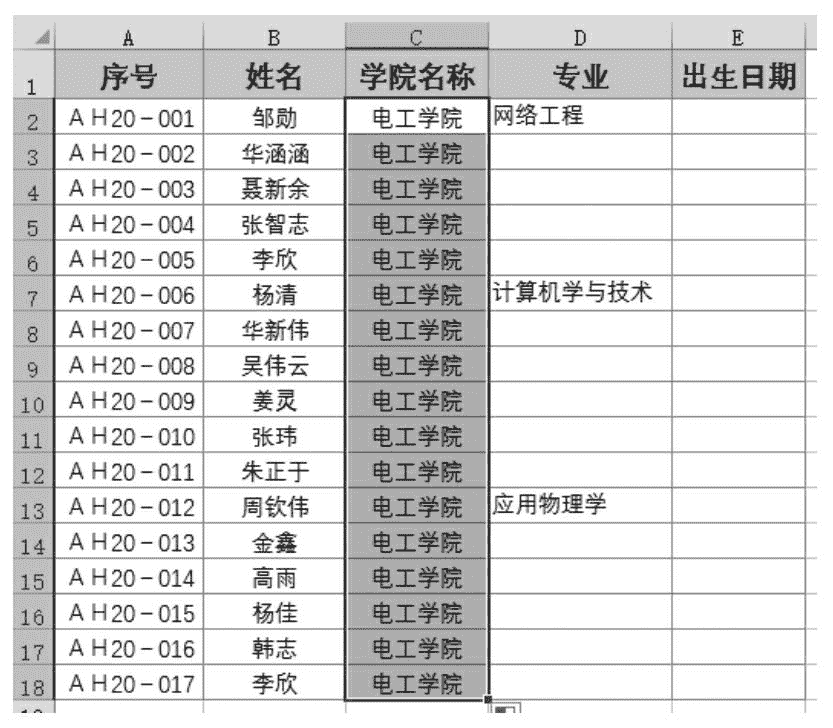 A B C D E
1 序号 姓名 学院名称 专业 出生日期
2 AH20-001 邹勋 电工学院 网络工程
3 AH20-002 华涵涵 电工学院
4 AH20-003 聂新余 电工学院
5 AH20-004 张智志 电工学院
6 AH20-005 李欣 电工学院
7 AH20-006 杨清 电工学院 计算机学与技术
8 AH20-007 华新伟 电工学院
9 AH20-008 吴伟云 电工学院
10 AH20-009 姜灵 电工学院
11 AH20-010 张玮 电工学院
12 AH20-011 朱正于 电工学院
13 AH20-012 周钦伟 电工学院 应用物理学
14 AH20-013 金鑫 电工学院
15 AH20-014 高雨 电工学院
16 AH20-015 杨佳 电工学院
17 AH20-016 韩志 电工学院
18 AH20-017 李欣 电工学院